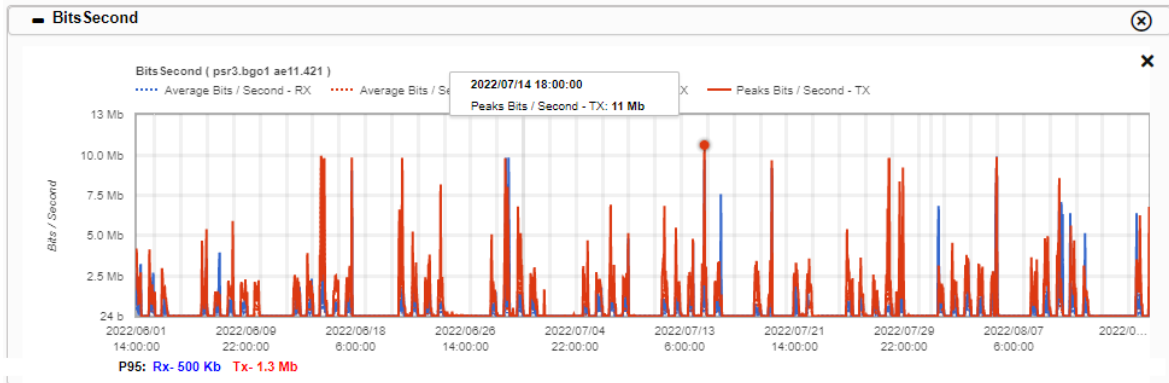 BitsSecond
BitsSecond ( psr3.bgo1 ae11.421 )
Average Bits / Second - RX Average Bits / Se X Peaks Bits / Second - TX
2022/07/14 18:00:00
Peaks Bits / Second - TX: 11 Mb
13 Mb
10.0 Mb
7.5 Mb
5.0 Mb
2.5 Mb
24 b
Bits / Second
2022/06/01 2022/06/09 2022/06/18 2022/06/26 2022/07/04 2022/07/13 2022/07/21 2022/07/29 2022/08/07 2022/0...
14:00:00 22:00:00 6:00:00 14:00:00 22:00:00 6:00:00 14:00:00 22:00:00 6:00:00
P95: Rx- 500 Kb Tx- 1.3 Mb